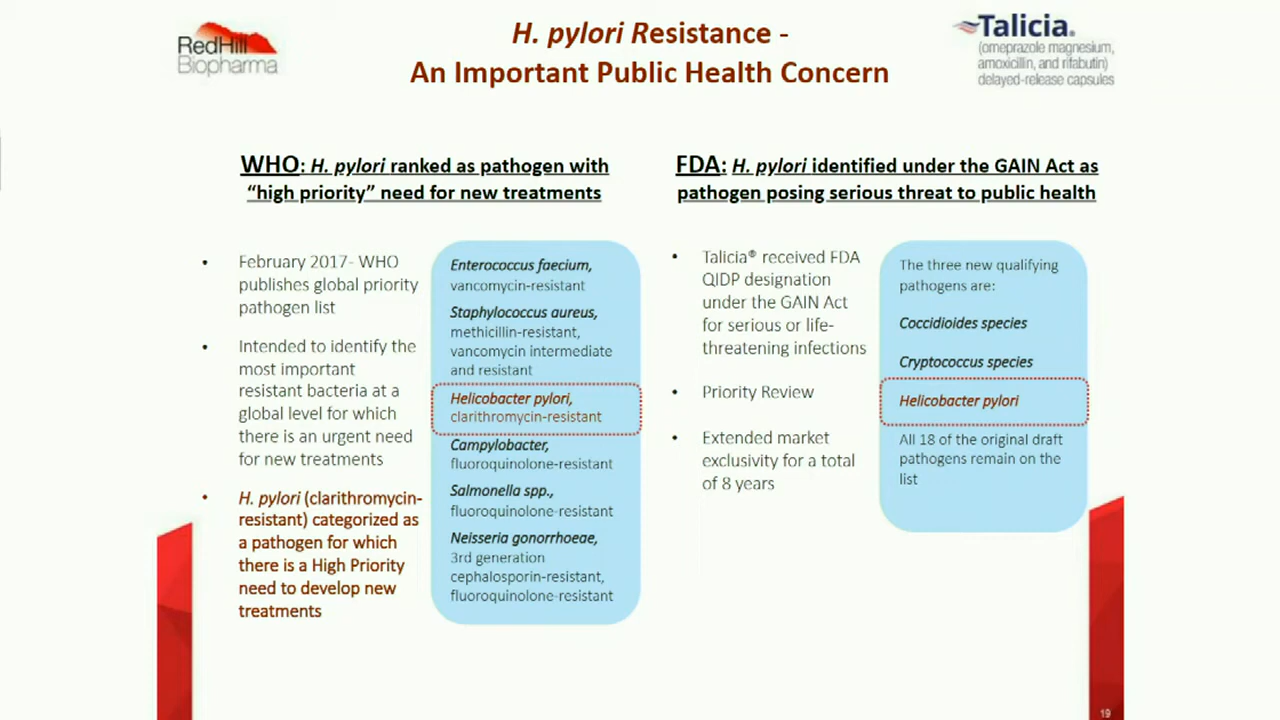 RedHill
Biopharma
H. pylori Resistance -
An Important Public Health Concern
Talicia®
(omeprazole magnesium,
amoxicillin, and rifabutin)
delayed-release capsules
WHO: H. pylori ranked as pathogen with
“high priority” need for new treatments
• February 2017- WHO
publishes global priority
pathogen list
• Intended to identify the
most important
resistant bacteria at a
global level for which
there is an urgent need
for new treatments
• H. pylori (clarithromycin-
resistant) categorized as
a pathogen for which
there is a High Priority
need to develop new
treatments
Enterococcus faecium,
vancomycin-resistant
Staphylococcus aureus,
methicillin-resistant,
vancomycin intermediate
and resistant
Helicobacter pylori,
clarithromycin-resistant
Campylobacter,
fluoroquinolone-resistant
Salmonella spp.,
fluoroquinolone-resistant
Neisseria gonorrhoeae,
3rd generation
cephalosporin-resistant,
fluoroquinolone-resistant
FDA: H. pylori identified under the GAIN Act as
pathogen posing serious threat to public health
• Talicia® received FDA
QIDP designation
under the GAIN Act
for serious or life-
threatening infections
• Priority Review
• Extended market
exclusivity for a total
of 8 years
The three new qualifying
pathogens are:
Coccidioides species
Cryptococcus species
Helicobacter pylori
All 18 of the original draft
pathogens remain on the
list
19